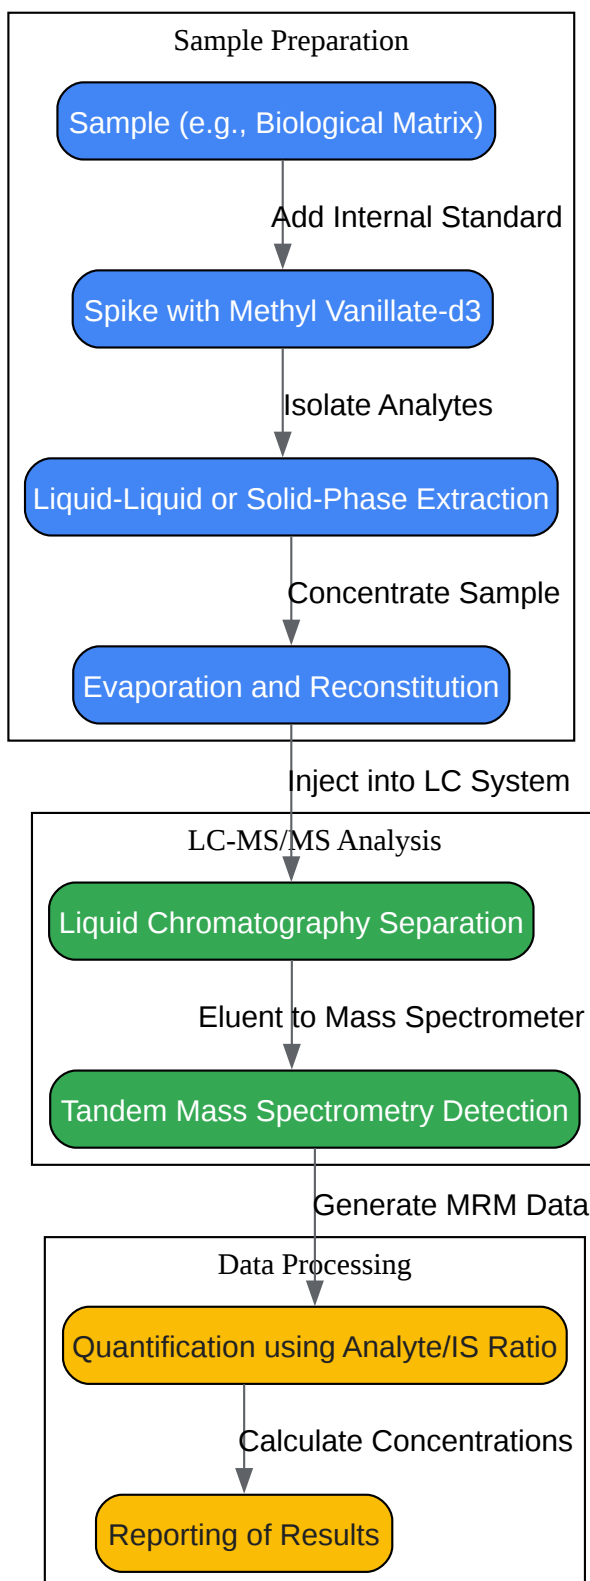 Sample Preparation
Sample (e.g., Biological Matrix)
Add Internal Standard
Spike with Methyl Vanillate-d3
Isolate Analytes
Liquid-Liquid or Solid-Phase Extraction
Concentrate Sample
Evaporation and Reconstitution
Inject into LC System
LC-MS/MS Analysis
Liquid Chromatography Separation
Eluent to Mass Spectrometer
Tandem Mass Spectrometry Detection
Generate MRM Data
Data Processing
Quantification using Analyte/IS Ratio
Calculate Concentrations
Reporting of Results